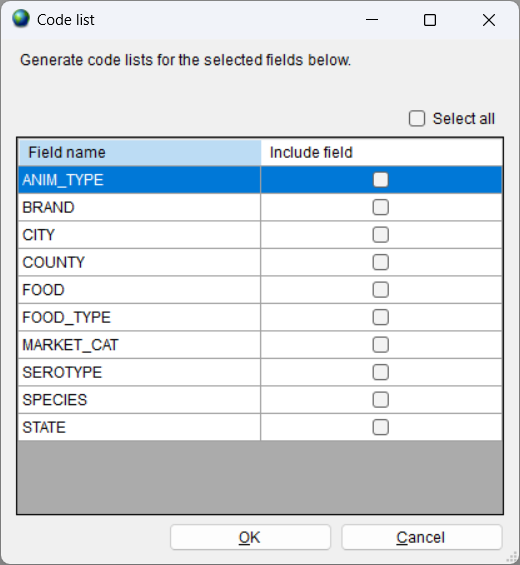 Code list
Generate code lists for the selected fields below.
Select all
Field name Include field
ANIM_TYPE
BRAND
CITY
COUNTY
FOOD
FOOD_TYPE
MARKET_CAT
SEROTYPE
SPECIES
STATE
OK Cancel